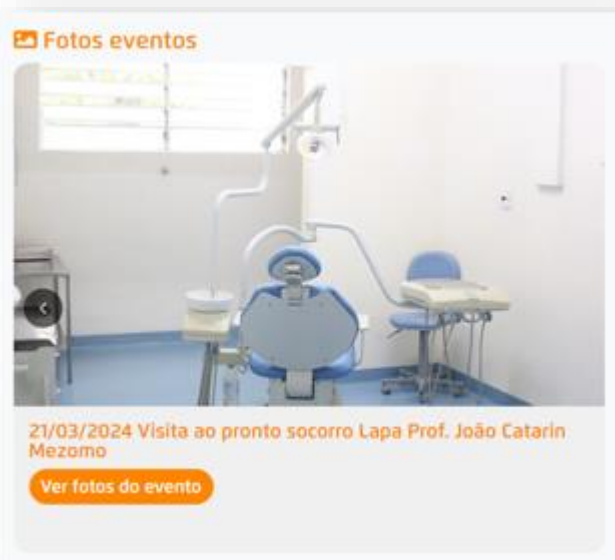 Fotos eventos
21/03/2024 Visita ao pronto socorro Lapa Prof. João Catarin
Mezomo
Ver fotos do evento